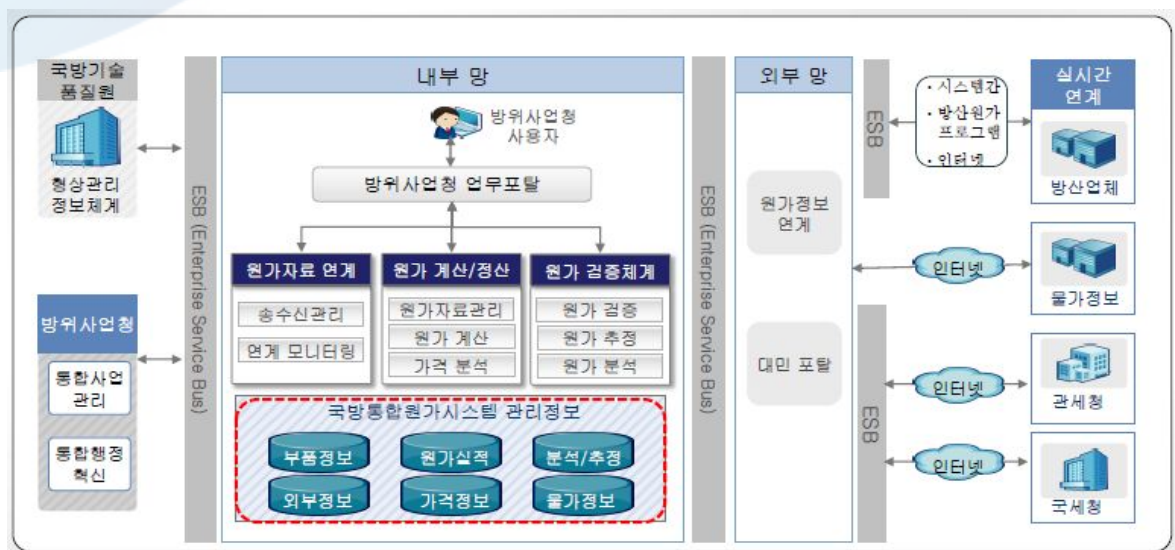 국방기술
품질원
형상관리
정보체계
방위사업청
통합사업
관리
통합행정
혁신
ESB (Enterprise Service Bus)
내부 망
방위사업청
사용자
방위사업청 업무포탈
원가자료 연계
송수신관리
연계 모니터링
원가 계산/정산
원가자료관리
원가 계산
가격 분석
원가 검증체계
원가 검증
원가 추정
원가 분석
국방통합원가시스템 관리정보
부품정보
원가실적
분석/추정
외부정보
가격정보
물가정보
ESB (Enterprise Service Bus)
외부 망
원가정보
연계
대민 포탈
ESB
· 시스템간
· 방산원가
프로그램
· 인터넷
인터넷
ESB
인터넷
인터넷
실시간
연계
방산업체
물가정보
관세청
국세청